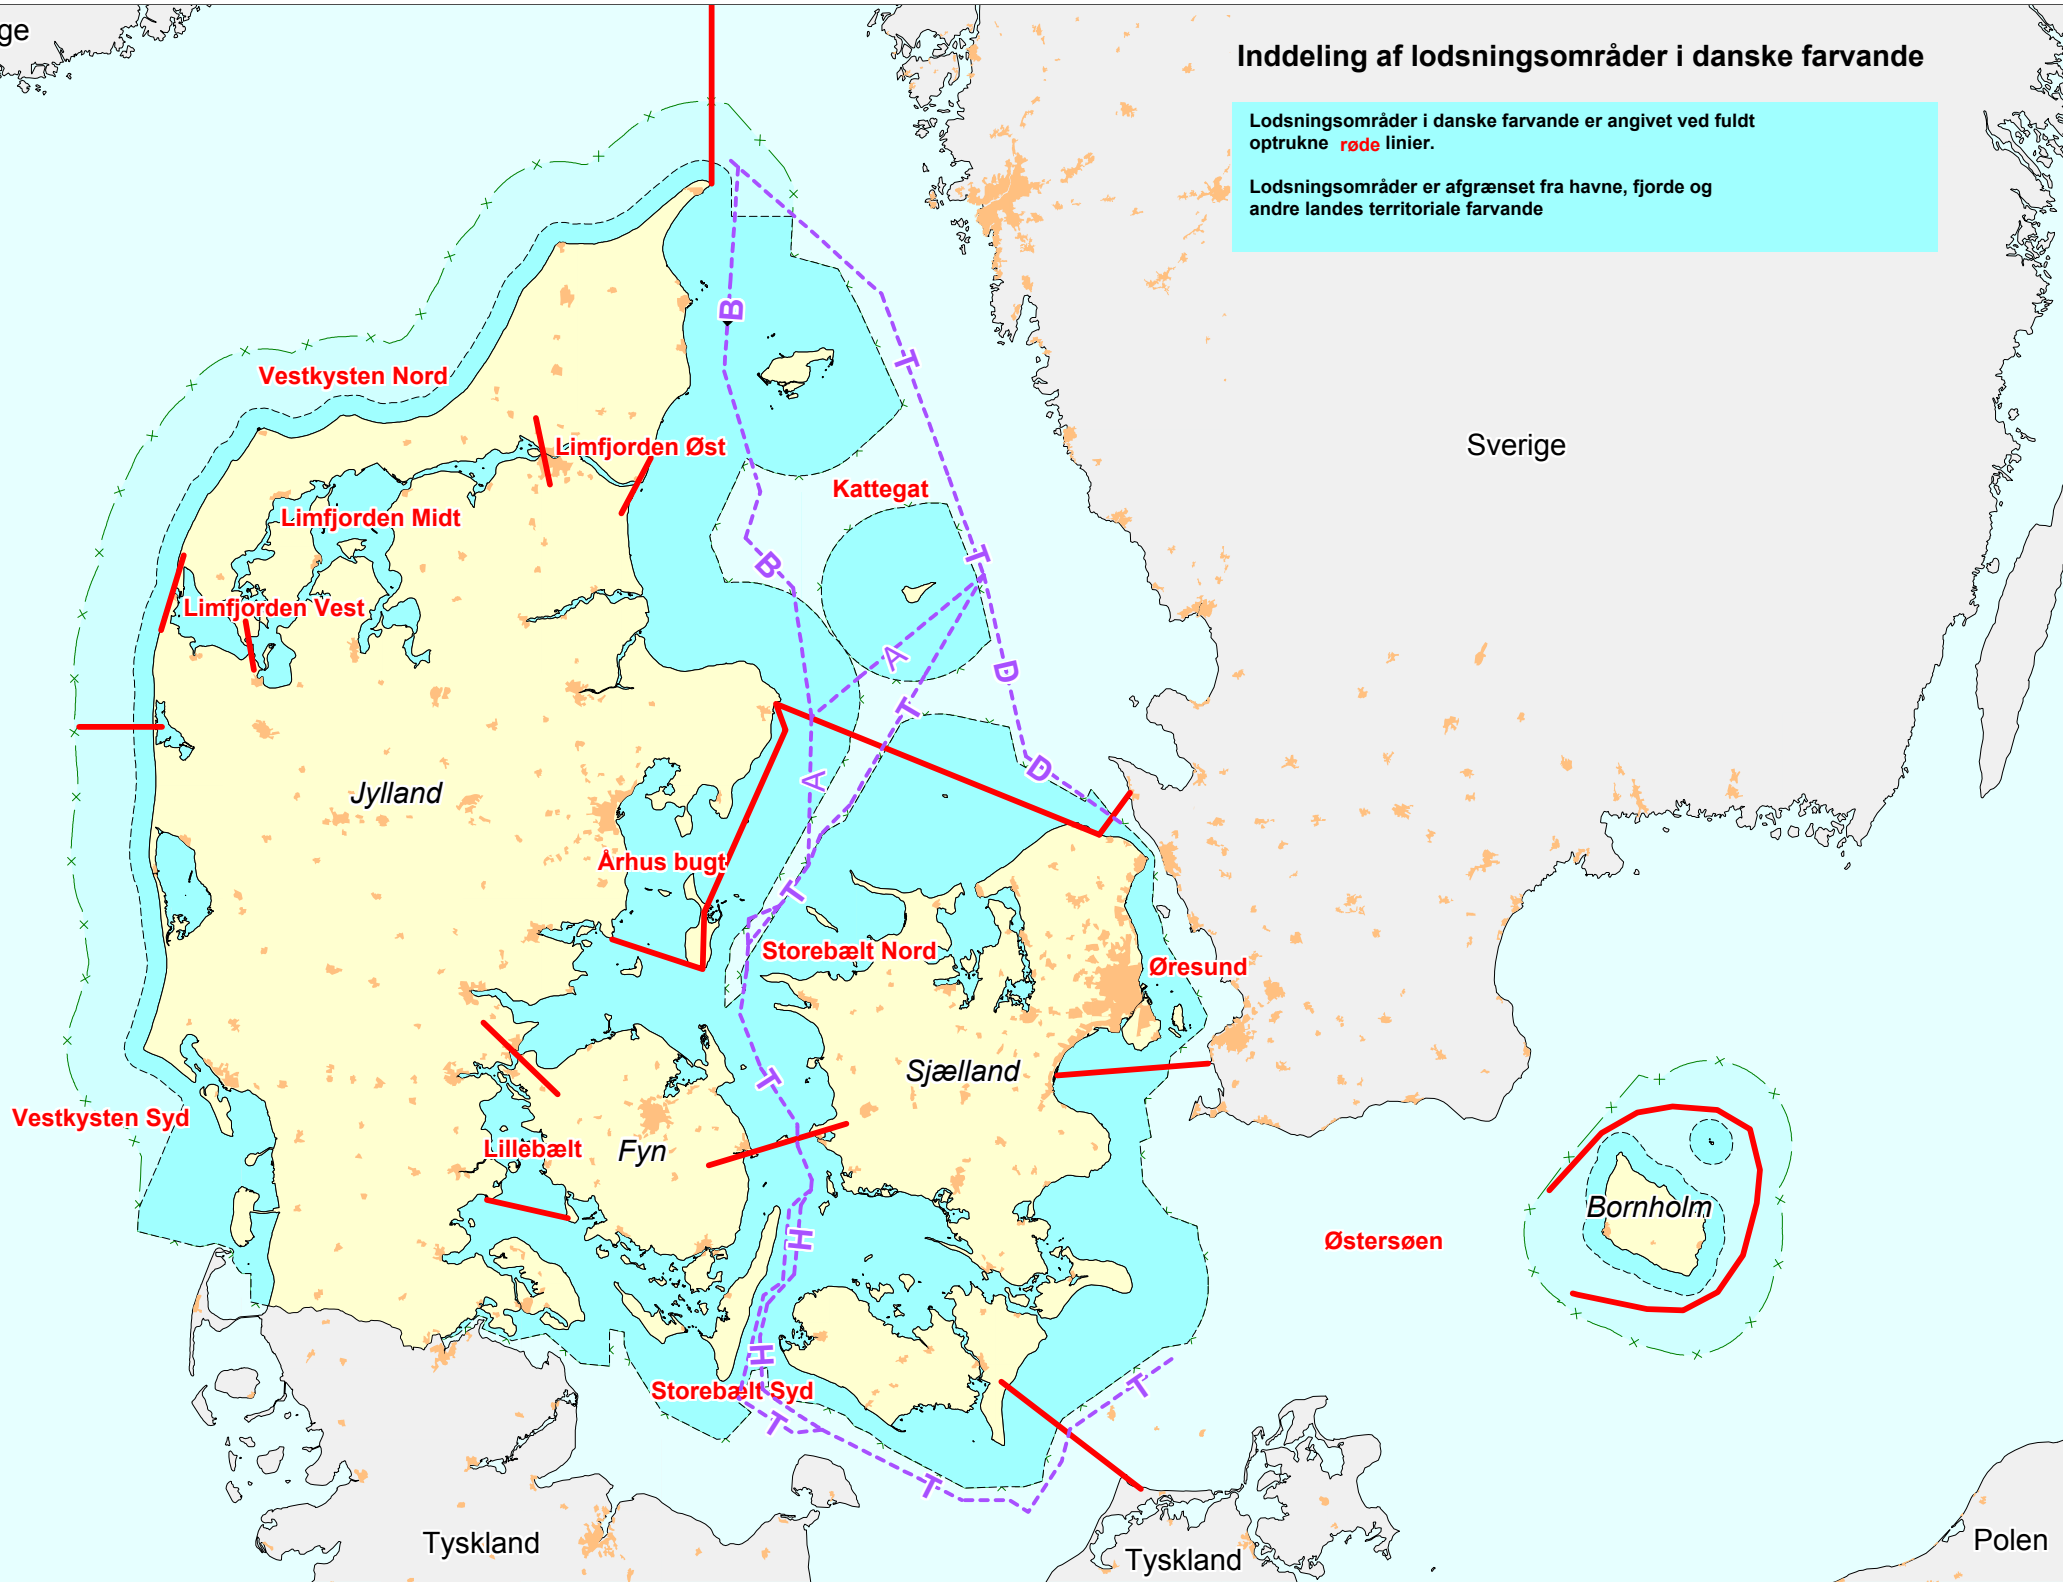 ge
Inddeling af lodsningsområder i danske farvande
Lodsningsområder i danske farvande er angivet ved fuldt
optrukne røde linier.
Lodsningsområder er afgrænset fra havne, fjorde og
andre landes territoriale farvande
B
T
Vestkysten Nord
Limfjorden Øst
Sverige
Kattegat
Limfjorden Midt
T
B
Limfjorden Vest
A
D
T
D
A
Jylland
Århus bugt
T
Storebælt Nord
Øresund
Sjælland
T
Vestkysten Syd
Lillebælt
Fyn
Bornholm
H
Østersøen
H
Storebælt Syd
T
T
T
Tyskland
Tyskland
Polen